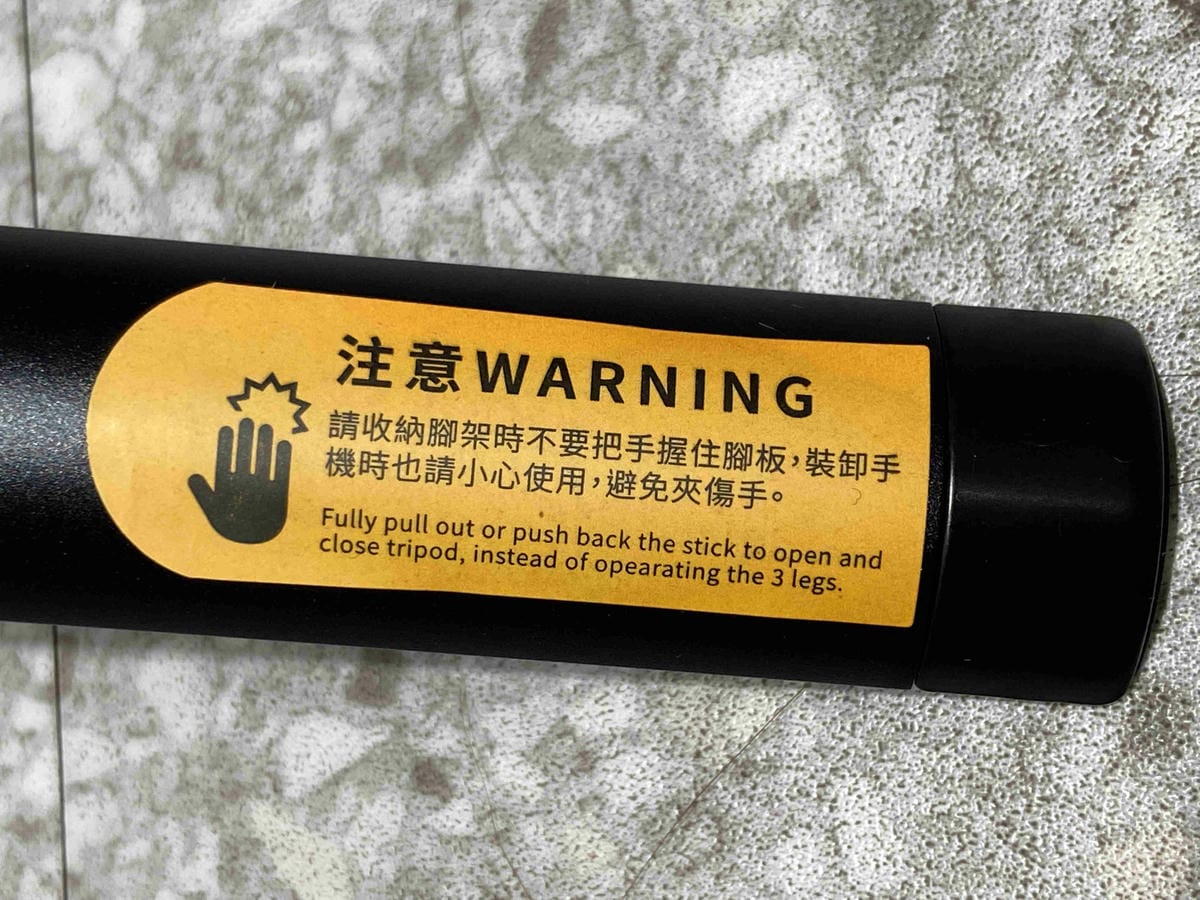 注意WARNING
請收納腳架時不要把手握住腳板，裝卸手
機時也請小心使用，避免夾傷手。
Fully pull out or push back the stick to open and
close tripod, instead of opearating the 3 legs.